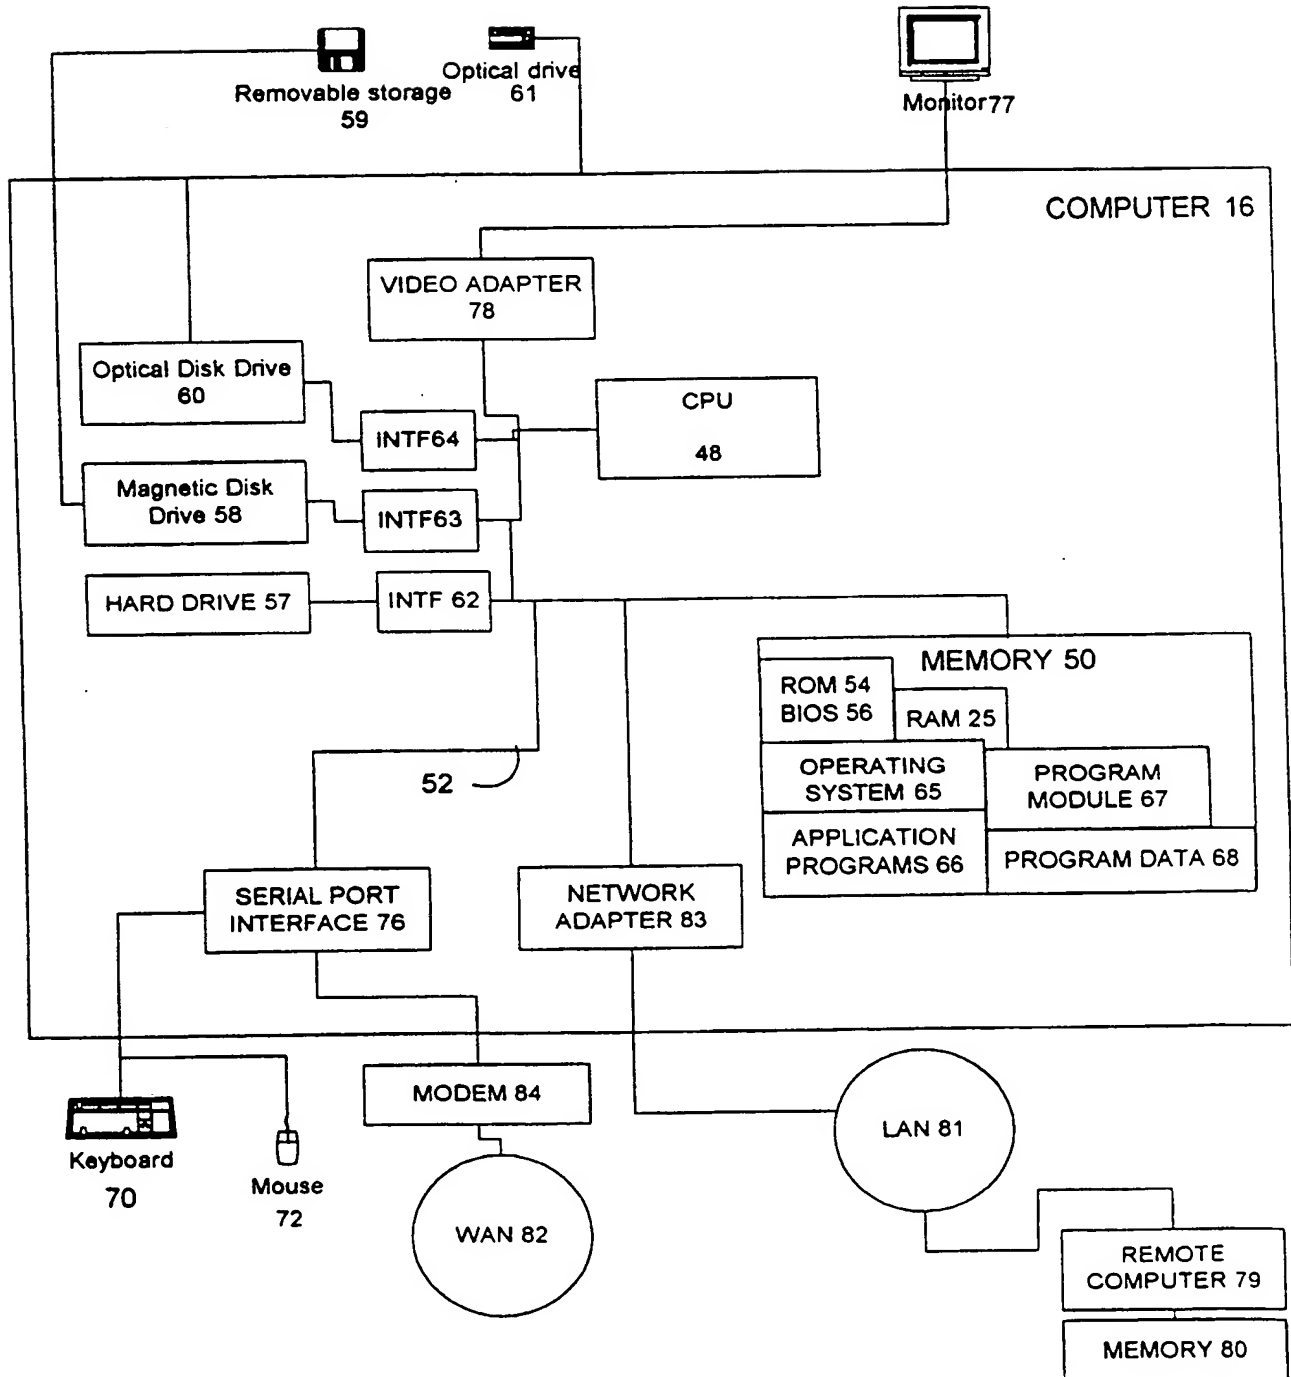 Removable storage
59
Optical drive
61
Monitor 77
COMPUTER 16
VIDEO ADAPTER
78
Optical Disk Drive
60
CPU
48
INTF64
Magnetic Disk
Drive 58
INTF63
HARD DRIVE 57
INTF 62
MEMORY 50
ROM 54
BIOS 56
RAM 25
OPERATING
SYSTEM 65
PROGRAM
MODULE 67
52
APPLICATION
PROGRAMS 66
PROGRAM DATA 68
SERIAL PORT
INTERFACE 76
NETWORK
ADAPTER 83
MODEM 84
LAN 81
Keyboard
70
Mouse
72
WAN 82
REMOTE
COMPUTER 79
MEMORY 80